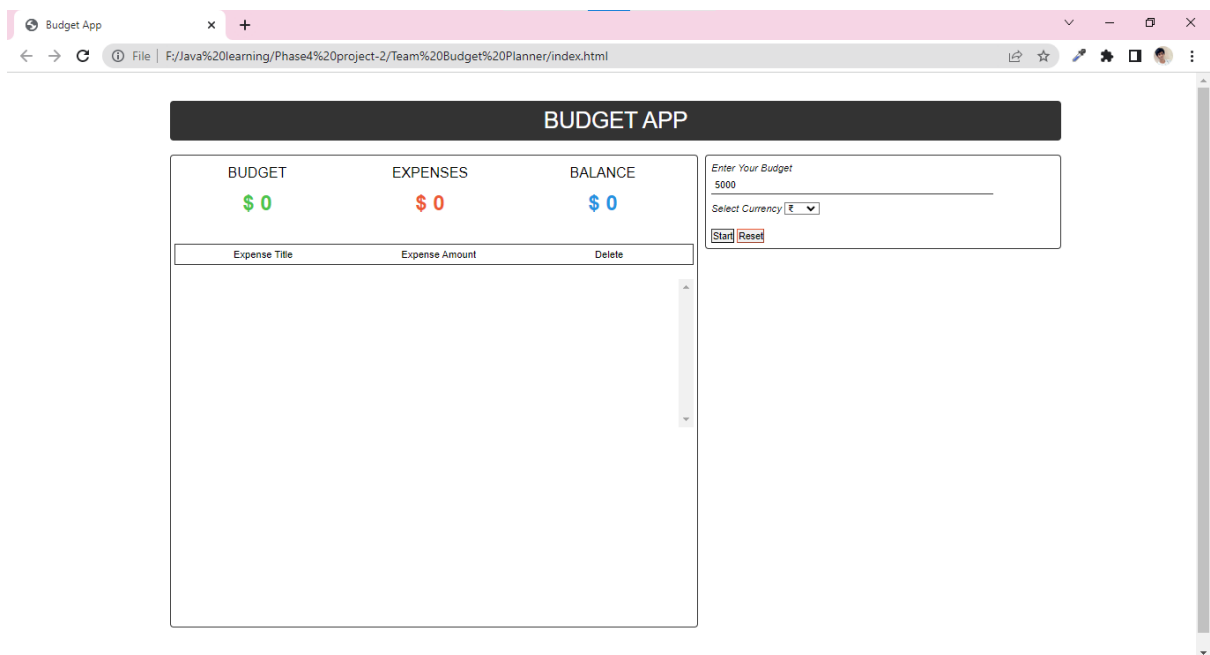 Budget App
File | F:/Java%20learning/Phase4%20project-2/Team%20Budget%20Planner/index.html
BUDGET APP
BUDGET EXPENSES BALANCE
$ 0 $ 0 $ 0
Expense Title Expense Amount Delete
Enter Your Budget
5000
Select Currency ₹
Start Reset